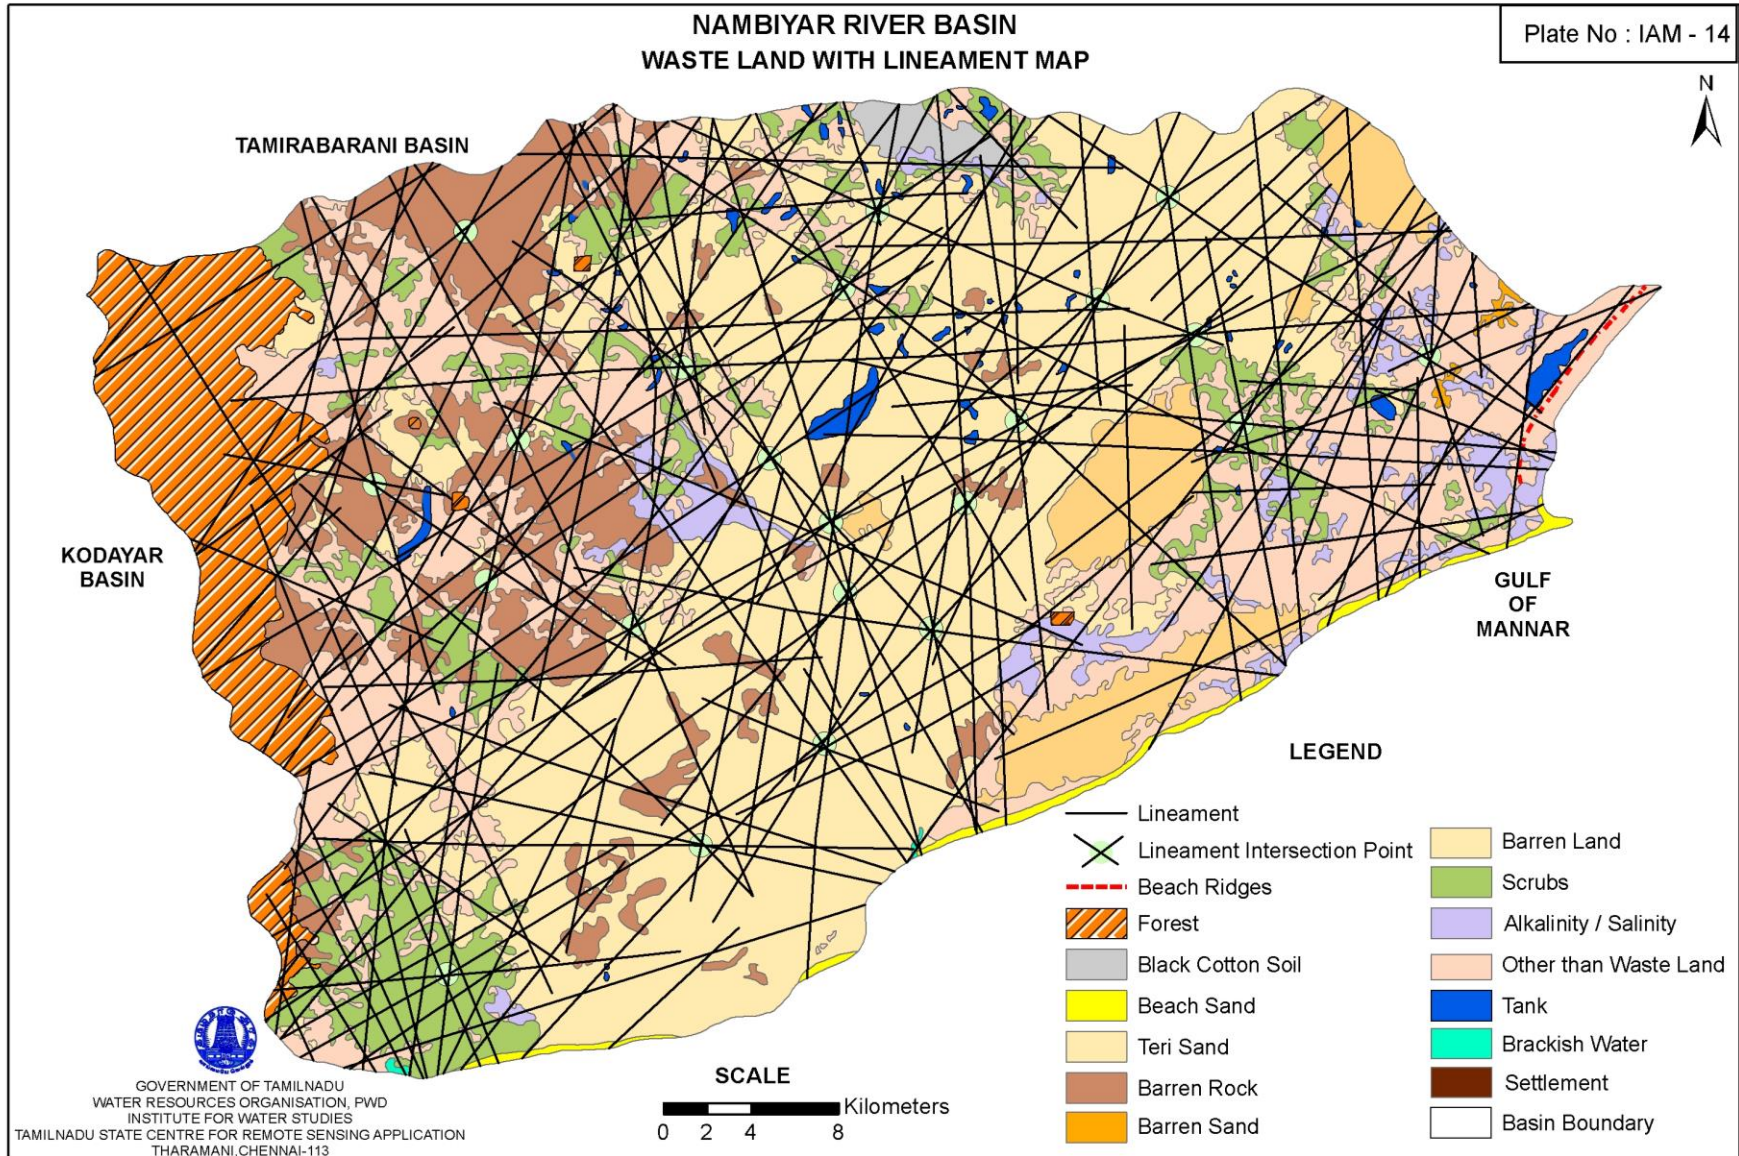 NAMBIYAR RIVER BASIN
WASTE LAND WITH LINEAMENT MAP
Plate No : IAM - 14
N
TAMIRABARANI BASIN
KODAYAR
BASIN
GULF
OF
MANNAR
LEGEND
Lineament
Lineament Intersection Point
Beach Ridges
Forest
Black Cotton Soil
Beach Sand
Teri Sand
Barren Rock
Barren Sand
Barren Land
Scrubs
Alkalinity / Salinity
Other than Waste Land
Tank
Brackish Water
Settlement
Basin Boundary
SCALE
Kilometers
0 2 4 8
GOVERNMENT OF TAMILNADU
WATER RESOURCES ORGANISATION, PWD
INSTITUTE FOR WATER STUDIES
TAMILNADU STATE CENTRE FOR REMOTE SENSING APPLICATION
THARAMANI,CHENNAI-113